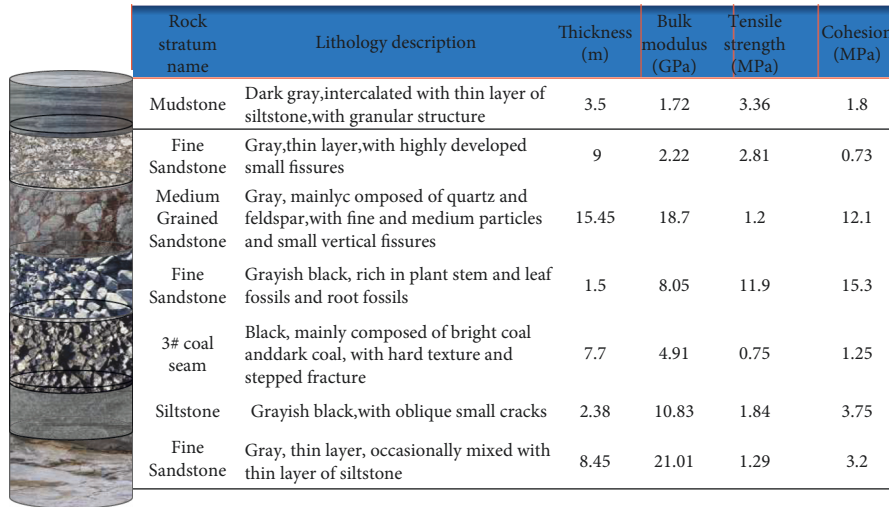 Rock stratum name Lithology description Thickness (m) Bulk modulus (GPa) Tensile strength (MPa) Cohesion (MPa)
Mudstone Dark gray,intercalated with thin layer of siltstone,with granular structure 3.5 1.72 3.36 1.8
Fine Sandstone Gray,thin layer,with highly developed small fissures 9 2.22 2.81 0.73
Medium Grained Sandstone Gray, mainlyc omposed of quartz and feldspar,with fine and medium particles and small vertical fissures 15.45 18.7 1.2 12.1
Fine Sandstone Grayish black, rich in plant stem and leaf fossils and root fossils 1.5 8.05 11.9 15.3
3# coal seam Black, mainly composed of bright coal anddark coal, with hard texture and stepped fracture 7.7 4.91 0.75 1.25
Siltstone Grayish black,with oblique small cracks 2.38 10.83 1.84 3.75
Fine Sandstone Gray, thin layer, occasionally mixed with thin layer of siltstone 8.45 21.01 1.29 3.2